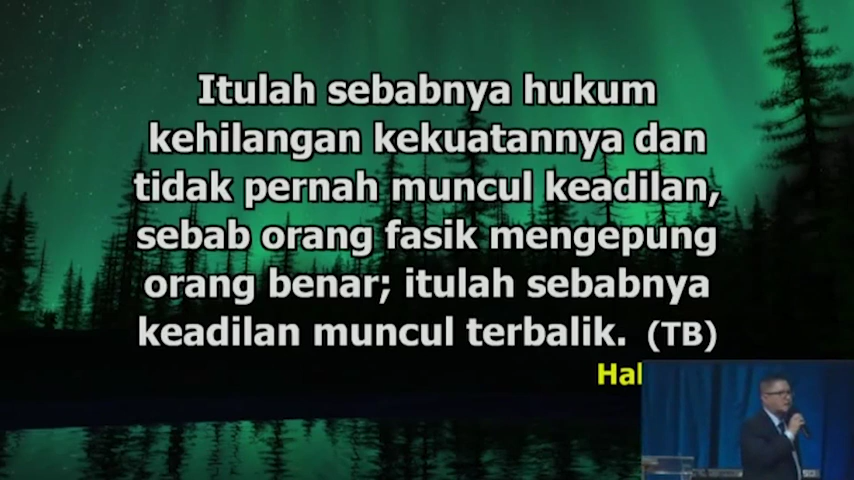 Itulah sebabnya hukum
kehilangan kekuatannya dan
tidak pernah muncul keadilan,
sebab orang fasik mengepung
orang benar; itulah sebabnya
keadilan muncul terbalik. (TB)